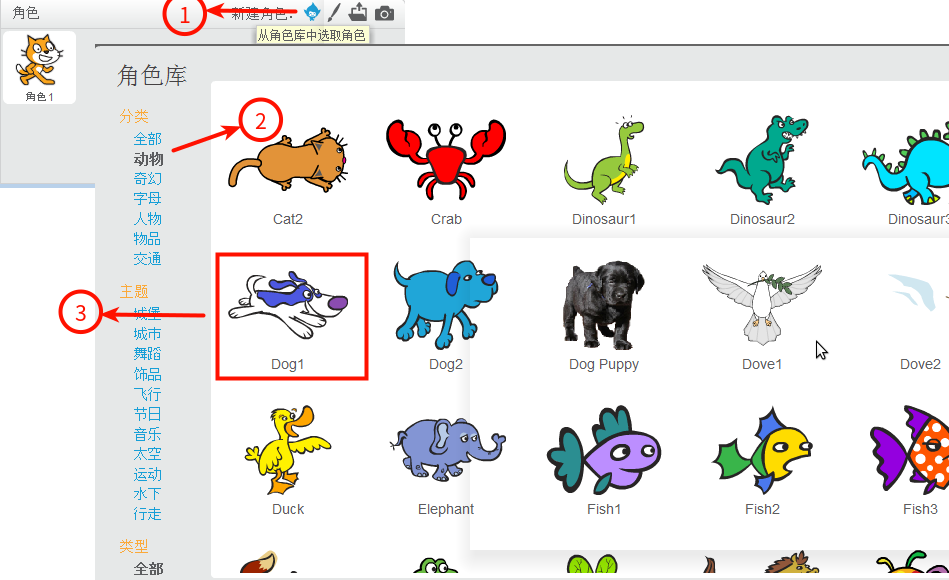 角色
新建角色：
1
从角色库中选取角色
角色1
角色库
分类
全部
动物
奇幻
字母
人物
物品
交通
主题
城堡
城市
舞蹈
饰品
飞行
节日
音乐
太空
运动
水下
行走
类型
全部
2
3
Cat2
Crab
Dinosaur1
Dinosaur2
Dinosaur3
Dog1
Dog2
Dog Puppy
Dove1
Dove2
Duck
Elephant
Fish1
Fish2
Fish3